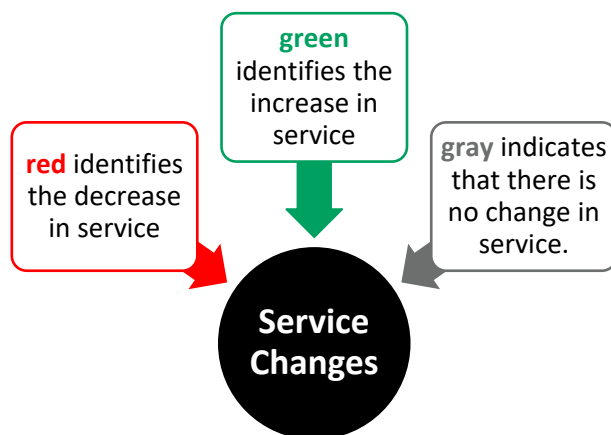 green
identifies the
increase in
service
red identifies
the decrease
in service
gray indicates
that there is
no change in
service.
Service
Changes